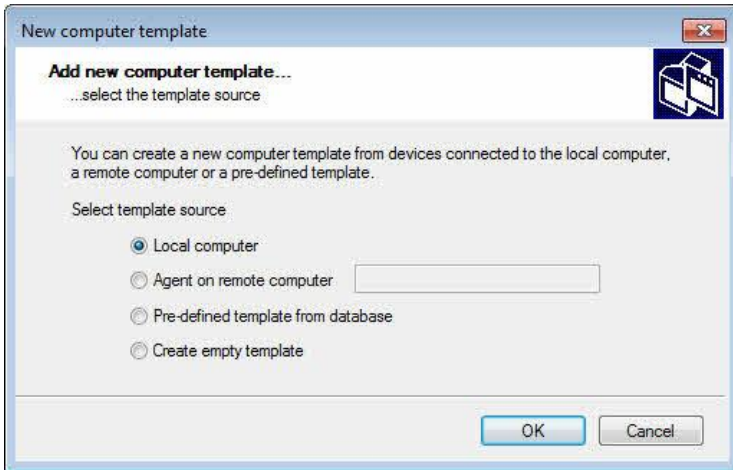 New computer template
Add new computer template...
...select the template source
You can create a new computer template from devices connected to the local computer,
a remote computer or a pre-defined template.
Select template source
Local computer
Agent on remote computer
Pre-defined template from database
Create empty template
OK Cancel